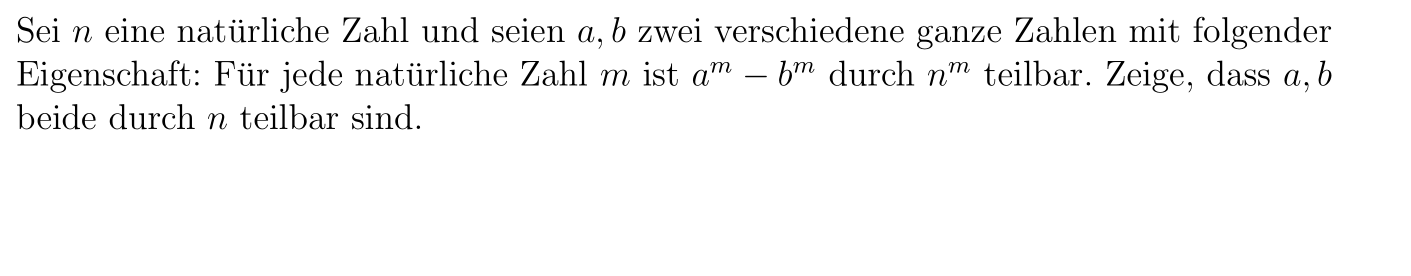 Sei n eine natürliche Zahl und seien a, b zwei verschiedene ganze Zahlen mit folgender
Eigenschaft: Für jede natürliche Zahl m ist a^m − b^m durch n^m teilbar. Zeige, dass a, b
beide durch n teilbar sind.